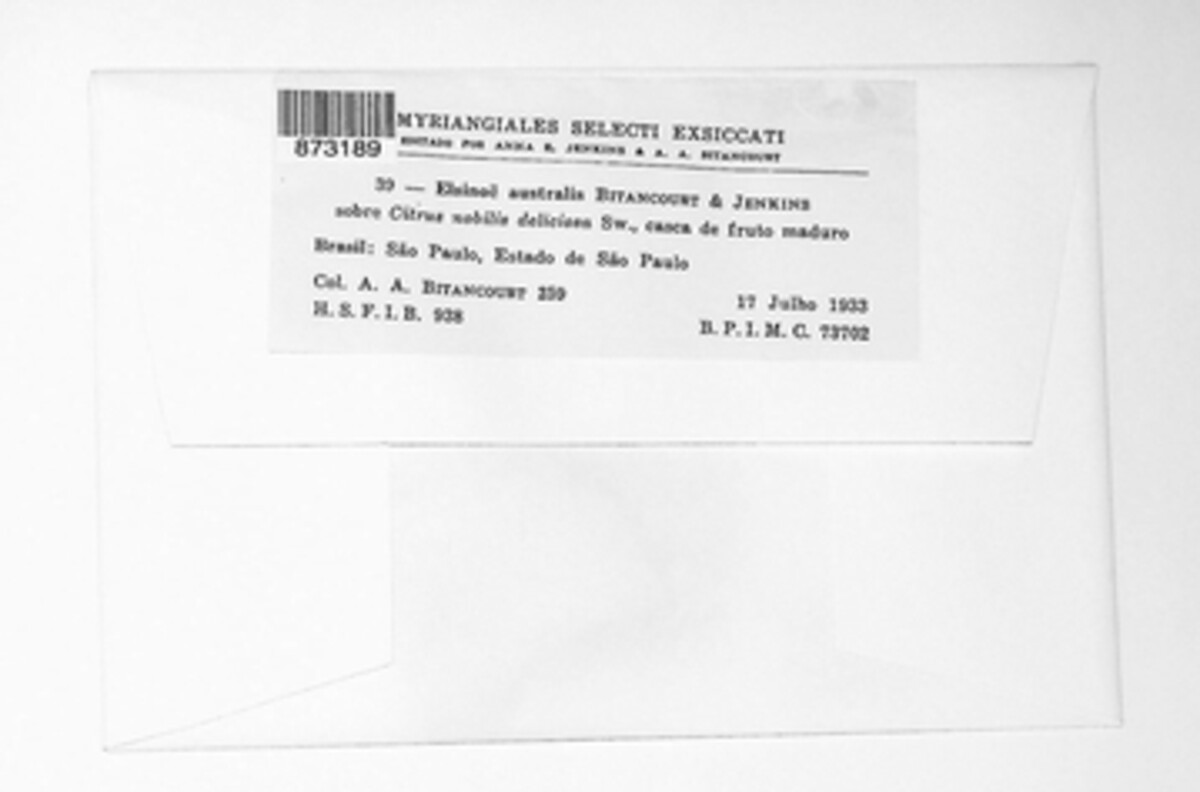 MYRIANGIALES SELECTI EXSICCATI
873189
EDITADO POR ANNA E. JENKINS & A. A. BITANCOURT
39 — Elsinoë australis BITANCOURT & JENKINS
sobre Citrus nobilis deliciosa Sw., casca de fruto maduro
Brasil: São Paulo, Estado de São Paulo
Col. A. A. BITANCOURT 259
17 Julho 1933
H. S. F. I. B. 938
B. P. I. M. C. 73702